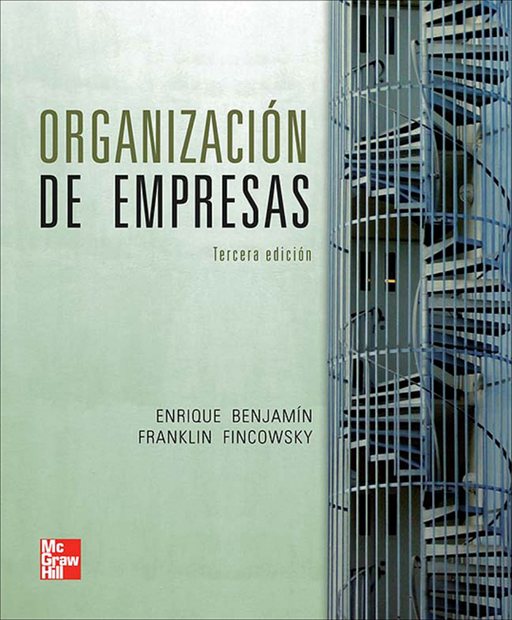 ORGANIZACIÓN
DE EMPRESAS
Tercera edición
ENRIQUE BENJAMÍN
FRANKLIN FINCOWSKY
Mc
Graw
Hill